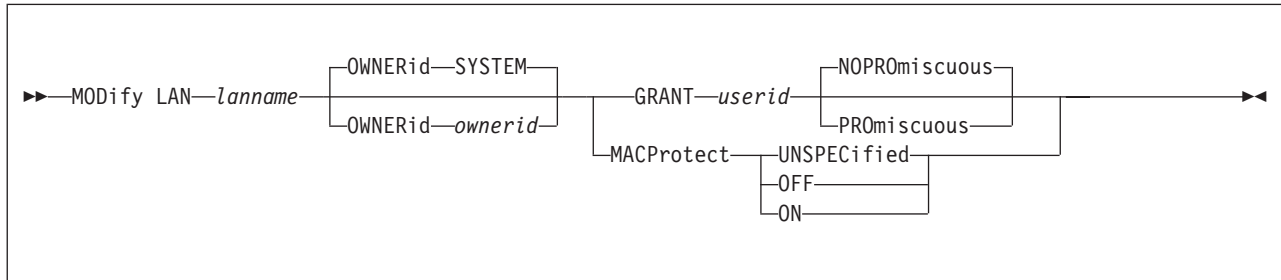 OWNERid SYSTEM NOPROmiscuous
MODify LAN lanname GRANT userid
OWNERid ownerid PROmiscuous
MACProtect UNSPECified
OFF
ON